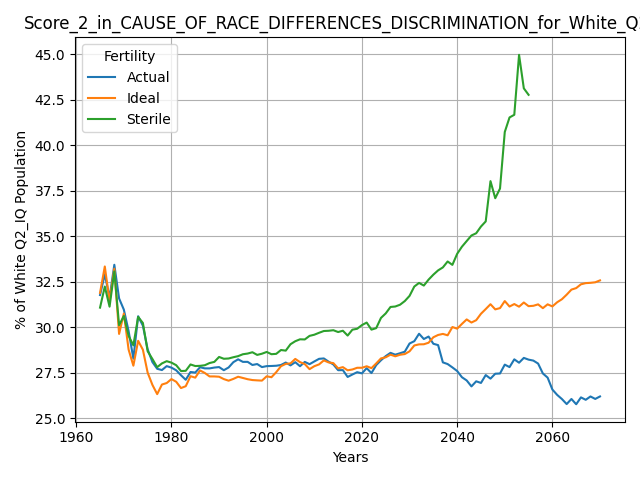 Score_2_in_CAUSE_OF_RACE_DIFFERENCES_DISCRIMINATION_for_White_Q
Fertility
Actual
Ideal
Sterile
45.0
42.5
40.0
37.5
35.0
32.5
30.0
27.5
25.0
% of White Q2_IQ Population
1960
1980
2000
2020
2040
2060
Years